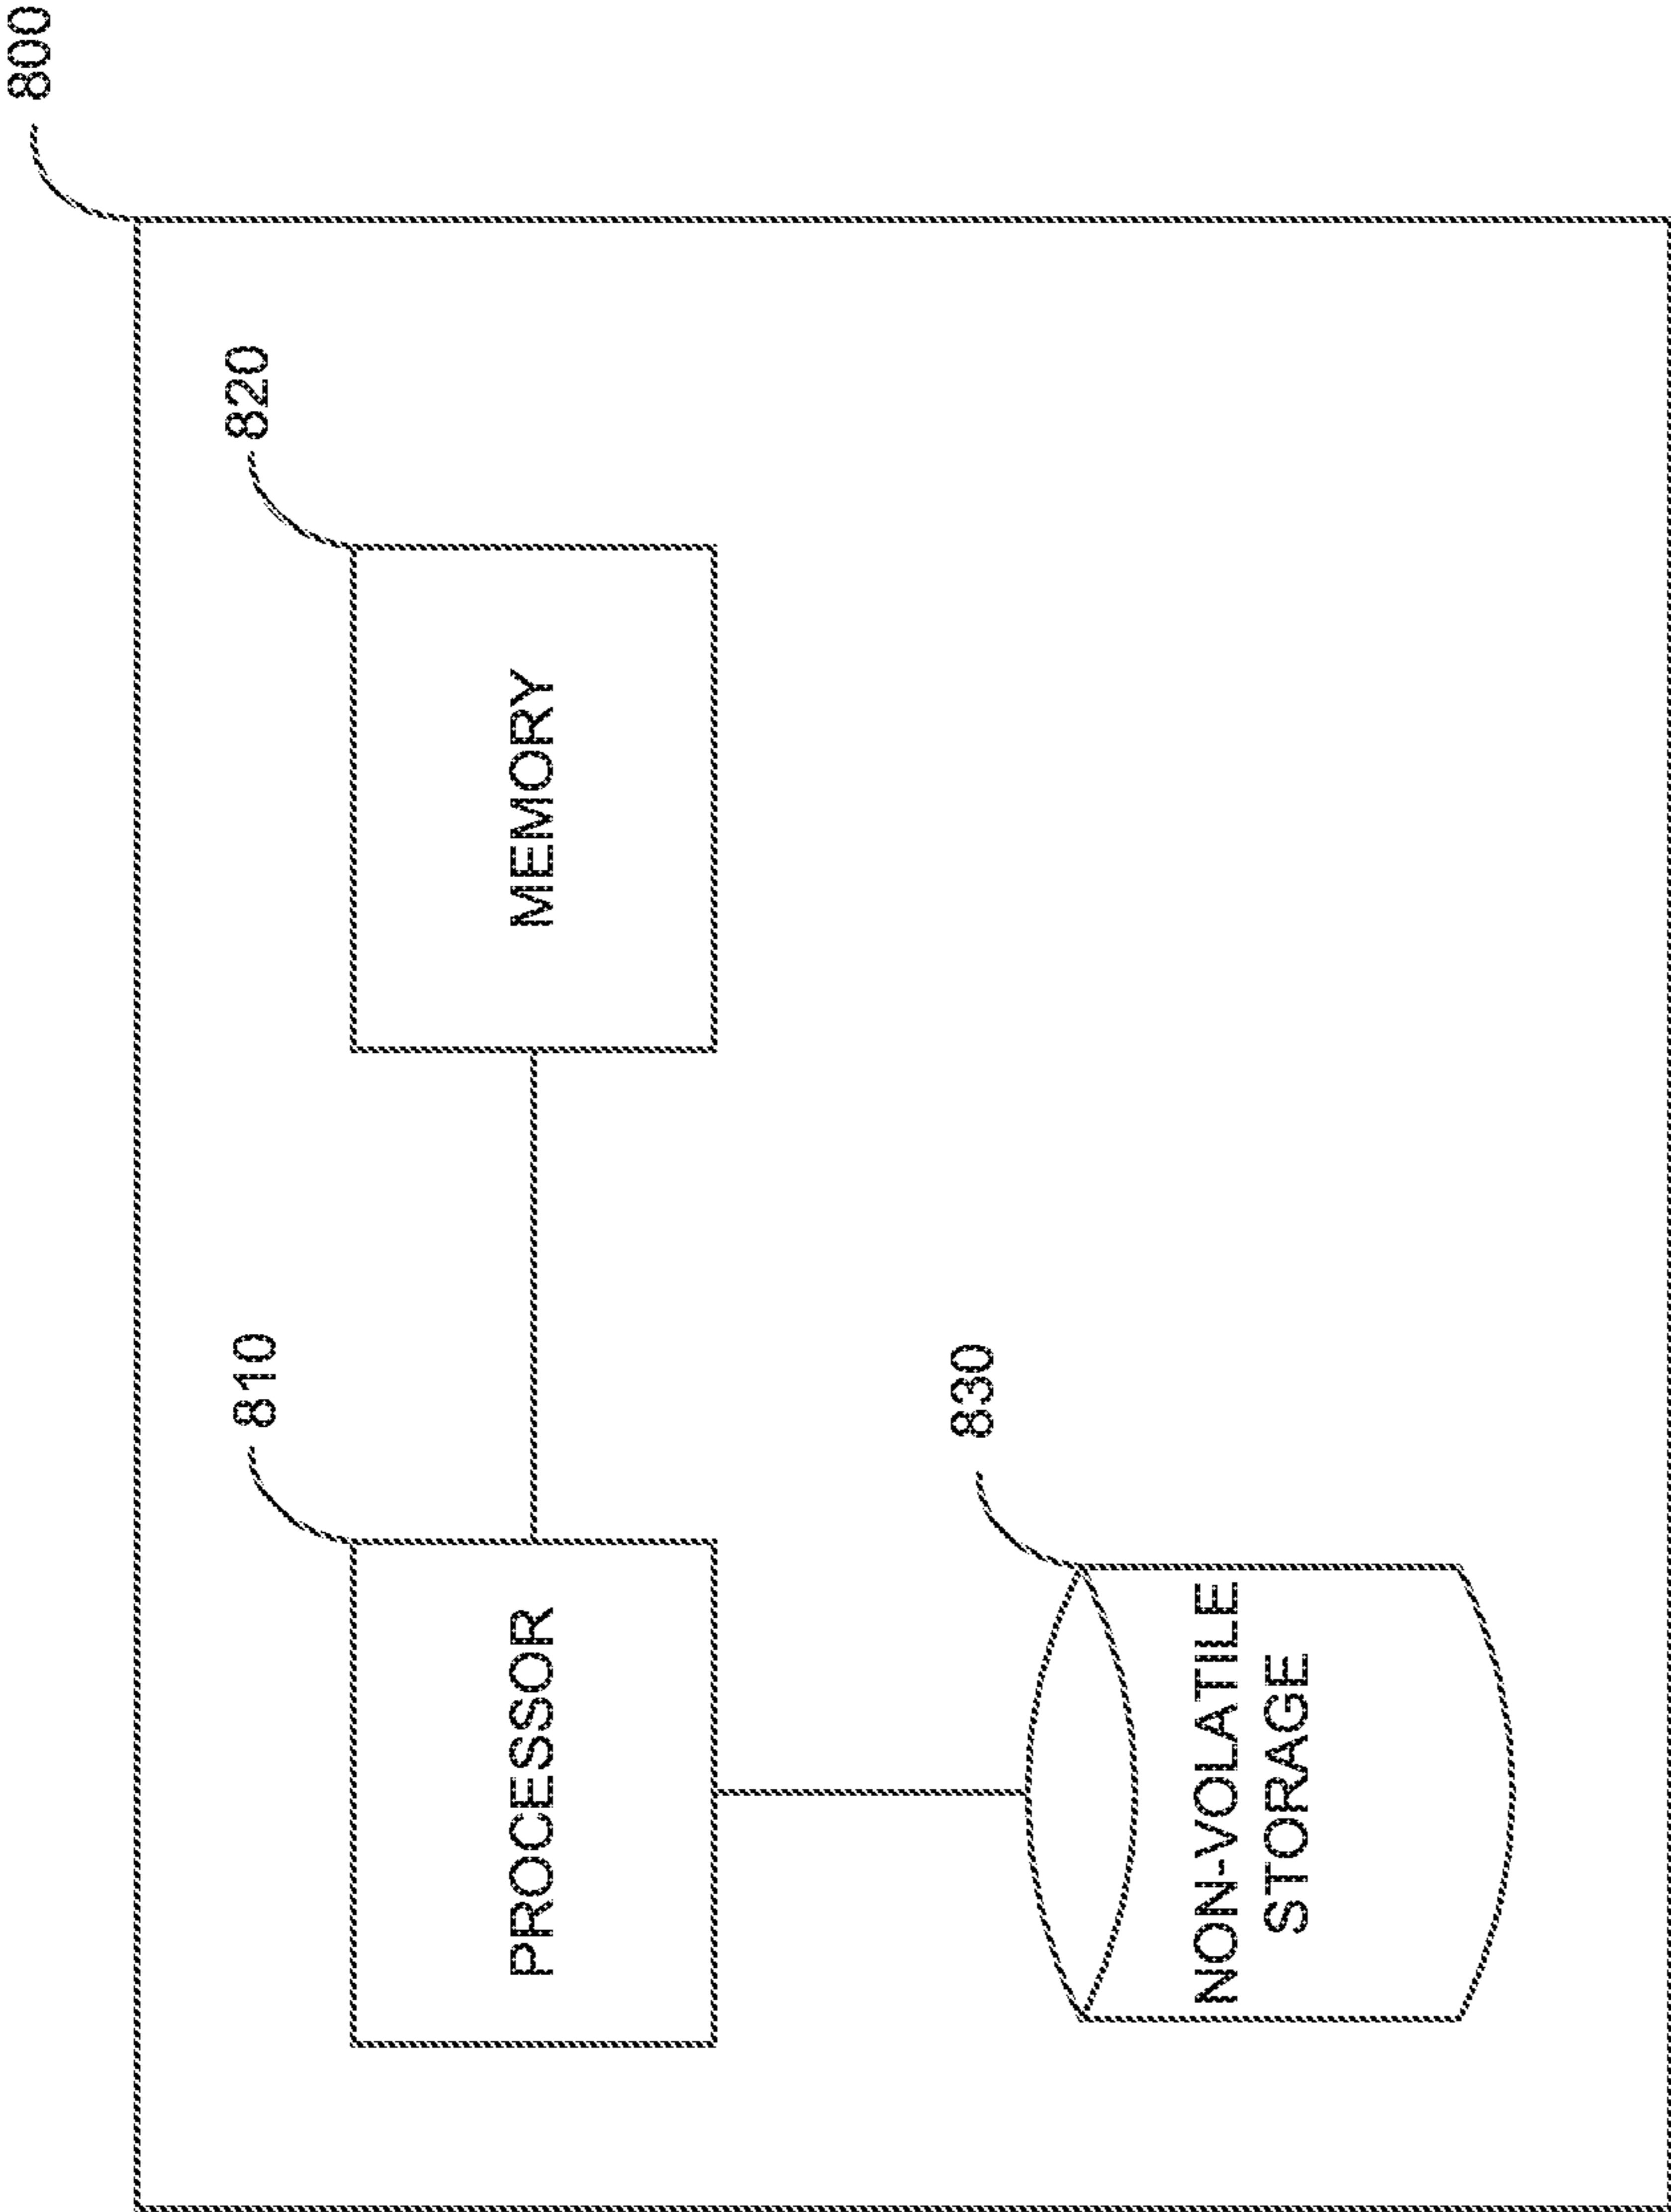 800
810
820
PROCESSOR
MEMORY
830
NON-VOLATILE
STORAGE